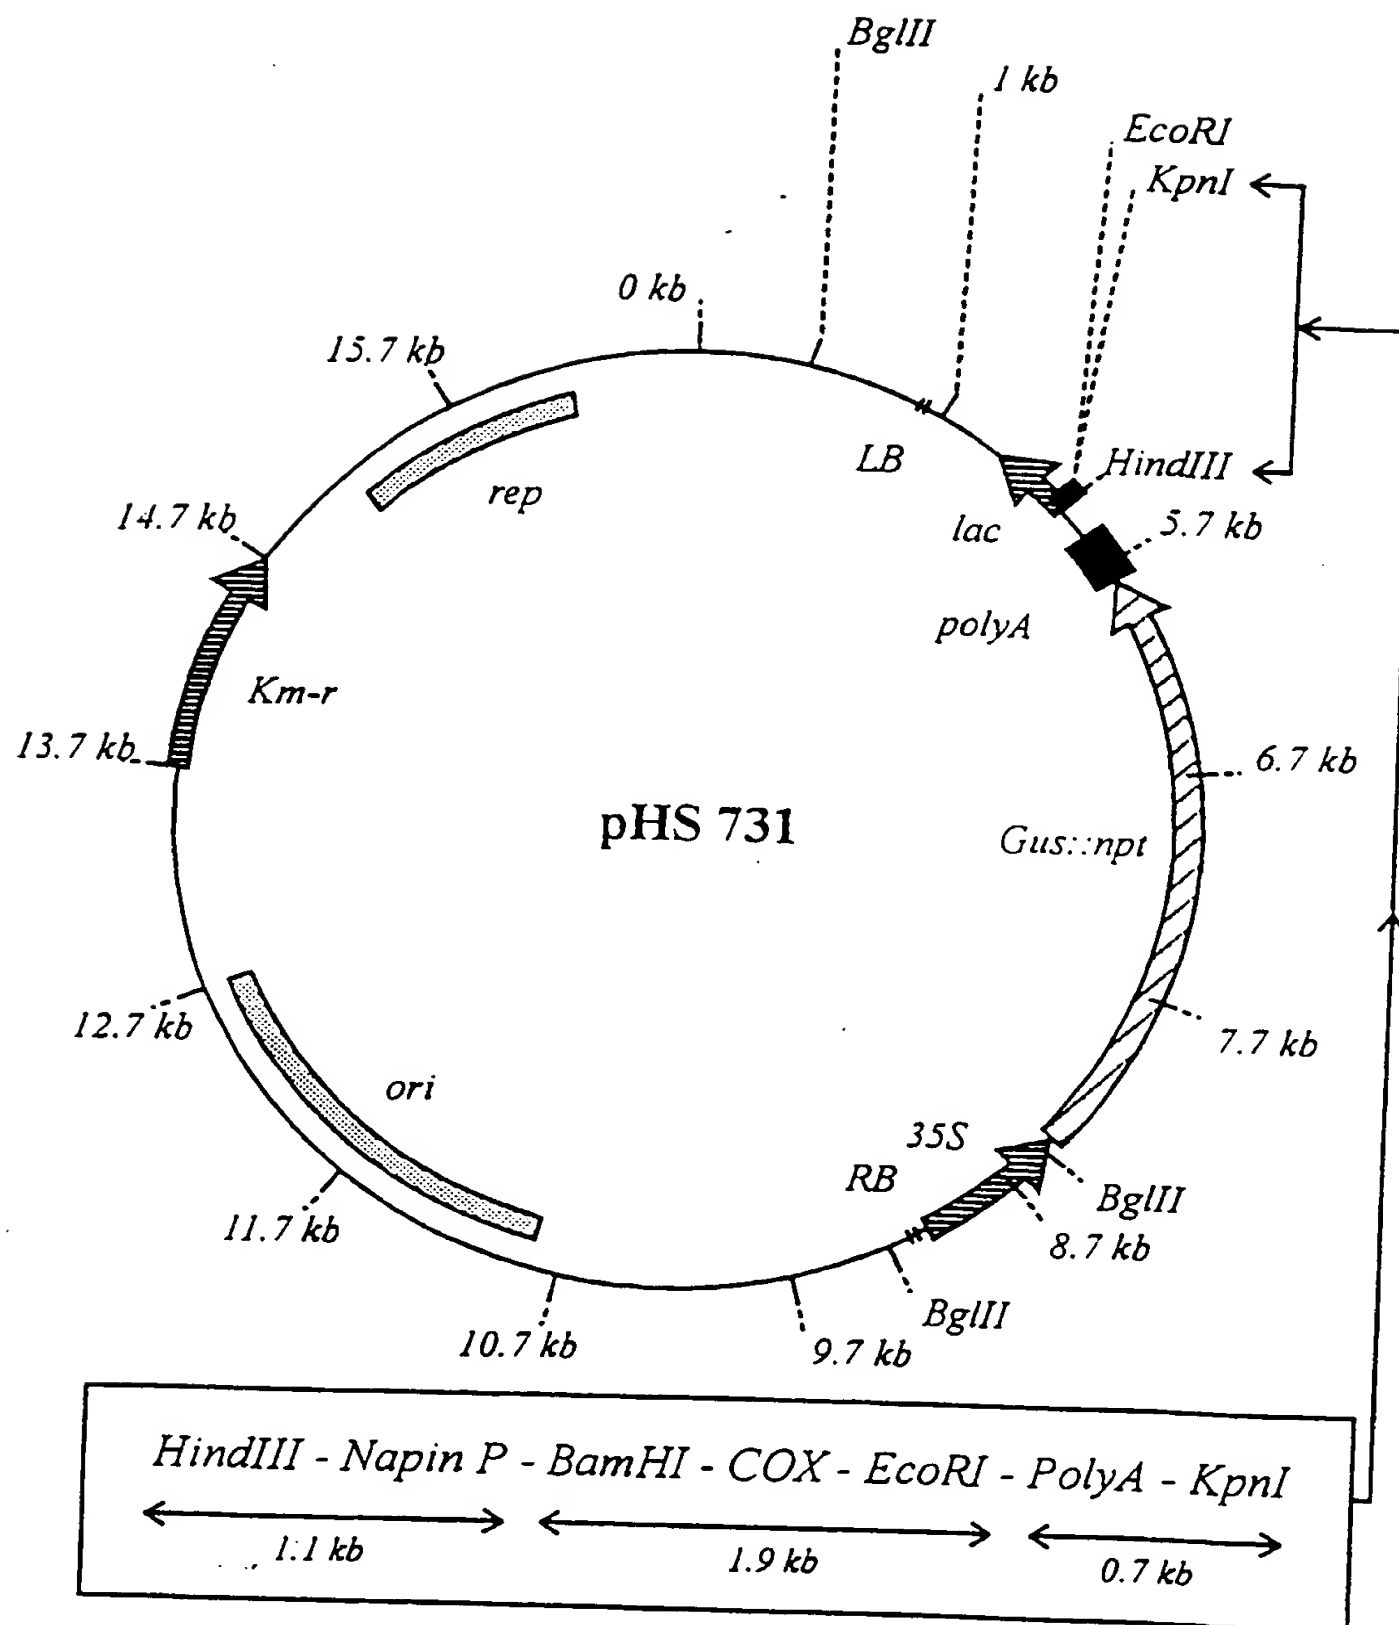 BglII
1 kb
EcoRI
KpnI
0 kb
15.7 kb
HindIII
LB
rep
14.7 kb
lac
5.7 kb
polyA
Km-r
13.7 kb
6.7 kb
pHS 731
Gus::npt
12.7 kb
7.7 kb
ori
35S
RB
BglII
11.7 kb
8.7 kb
BglII
10.7 kb
9.7 kb
HindIII - Napin P - BamHI - COX - EcoRI - PolyA - KpnI
1.1 kb
1.9 kb
0.7 kb